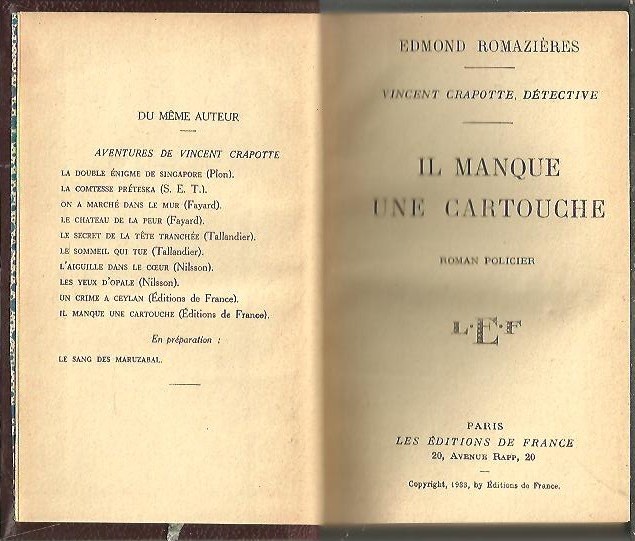 DU MÊME AUTEUR
AVENTURES DE VINCENT CRAPOTTE
LA DOUBLE ÉNIGME DE SINGAPORE (Plon).
LA COMTESSE PRÉTESKA (S. E. T.).
ON A MARCHÉ DANS LE MUR (Fayard).
LE CHATEAU DE LA PEUR (Fayard).
LE SECRET DE LA TÊTE TRANCHÉE (Tallandier).
LE SOMMEIL QUI TUE (Tallandier).
L'AIGUILLE DANS LE CŒUR (Nilsson).
LES YEUX D'OPALE (Nilsson).
UN CRIME A CEYLAN (Éditions de France).
IL MANQUE UNE CARTOUCHE (Éditions de France).
En préparation :
LE SANG DES MARUZABAL.
EDMOND ROMAZIÈRES
VINCENT CRAPOTTE, DÉTECTIVE
IL MANQUE
UNE CARTOUCHE
ROMAN POLICIER
L·E·F
PARIS
LES ÉDITIONS DE FRANCE
20, AVENUE RAPP, 20
Copyright, 1933, by Éditions de France.